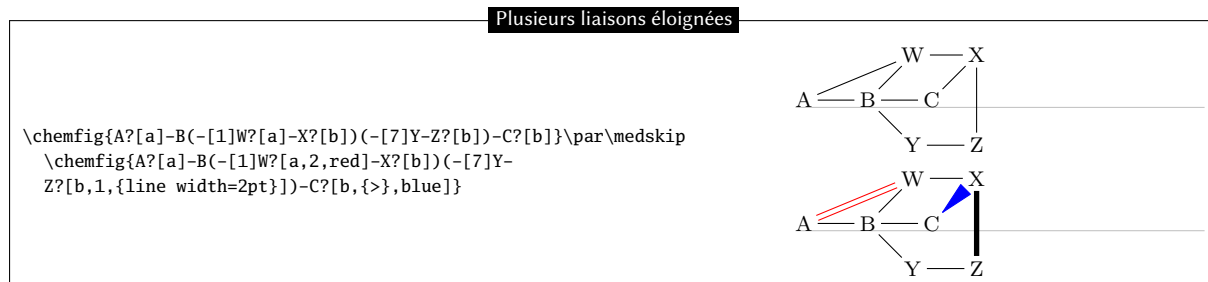 Plusieurs liaisons éloignées
\chemfig{A?[a]-B(-[1]W?[a]-X?[b])(-[7]Y-Z?[b])-C?[b]}\par\medskip
\chemfig{A?[a]-B(-[1]W?[a,2,red]-X?[b])(-[7]Y-
Z?[b,1,{line width=2pt}])-C?[b,{>},blue]}
W X
A B C
Y Z
W X
A B C
Y Z